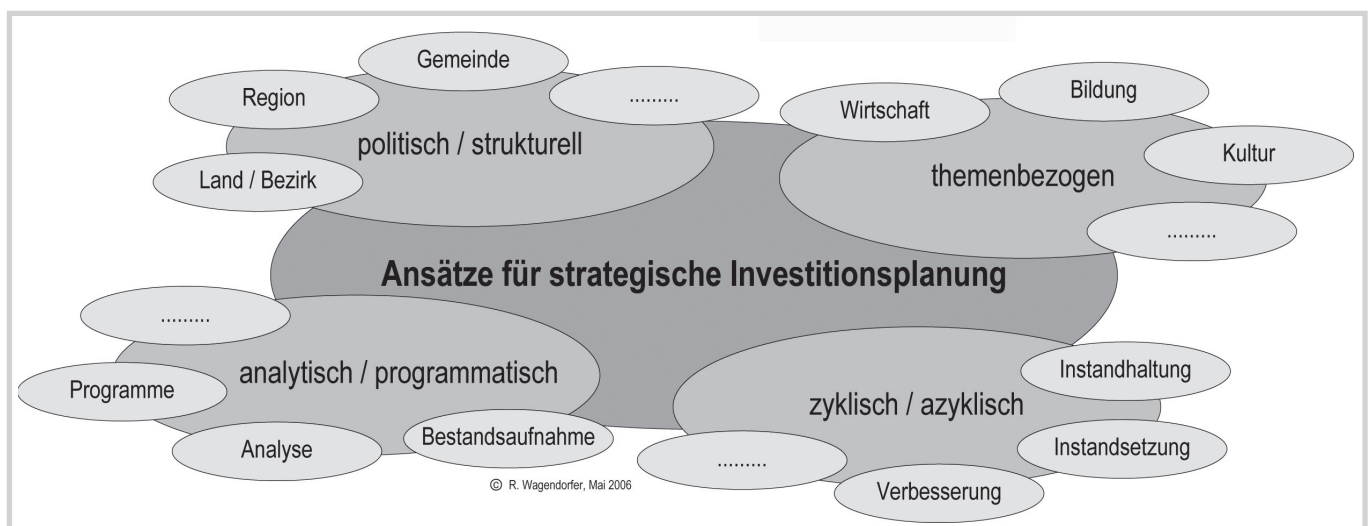 Gemeinde
Region
.........
politisch / strukturell
Land / Bezirk
Wirtschaft
Bildung
Kultur
themenbezogen
.........
Ansätze für strategische Investitionsplanung
.........
analytisch / programmatisch
Programme
Analyse
Bestandsaufnahme
zyklisch / azyklisch
Instandhaltung
Instandsetzung
.........
Verbesserung
© R. Wagendorfer, Mai 2006